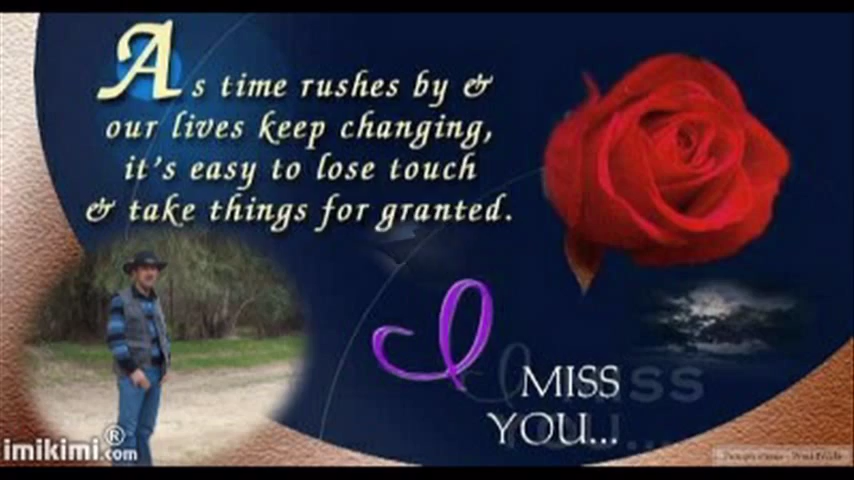 As time rushes by &
our lives keep changing,
it's easy to lose touch
& take things for granted.
I MISS
YOU...
imikimi.com®